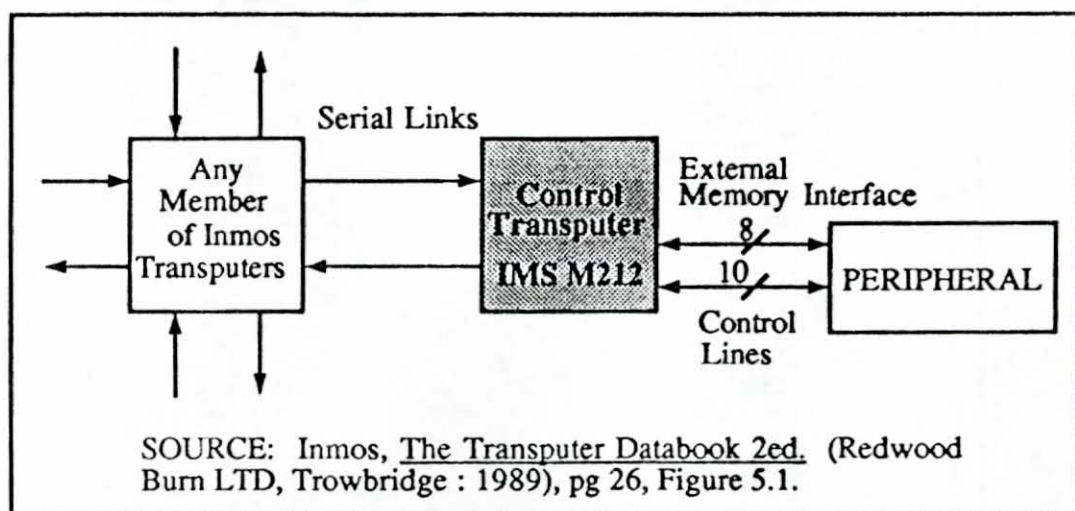 Serial Links
Any
Member
of Inmos
Transputers
Control
Transputer
IMS M212
External
Memory Interface
8
10
Control
Lines
PERIPHERAL
SOURCE: Inmos, The Transputer Databook 2ed. (Redwood
Burn LTD, Trowbridge : 1989), pg 26, Figure 5.1.